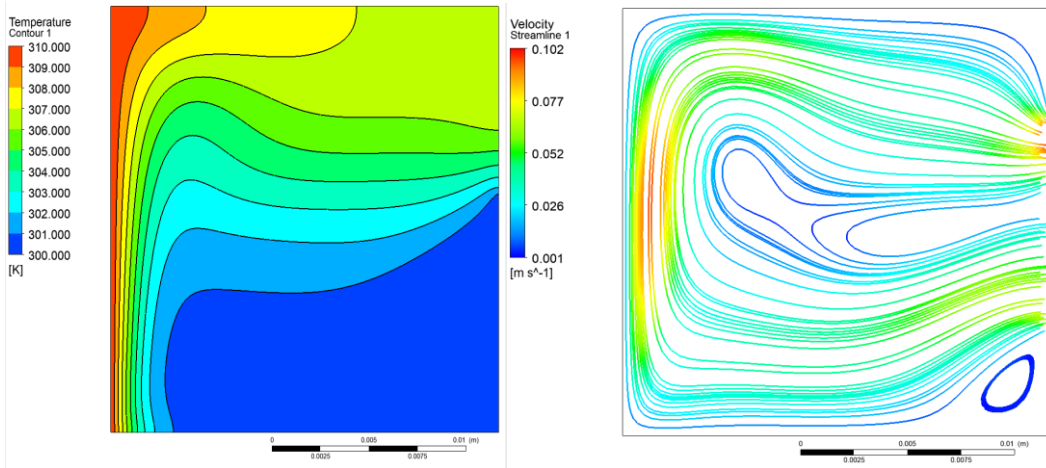 Temperature
Contour 1
310.000
309.000
308.000
307.000
306.000
305.000
304.000
303.000
302.000
301.000
300.000
[K]
0 0.005 0.01 (m)
0.0025 0.0075
Velocity
Streamline 1
0.102
0.077
0.052
0.026
0.001
[m s^-1]
0 0.005 0.01 (m)
0.0025 0.0075